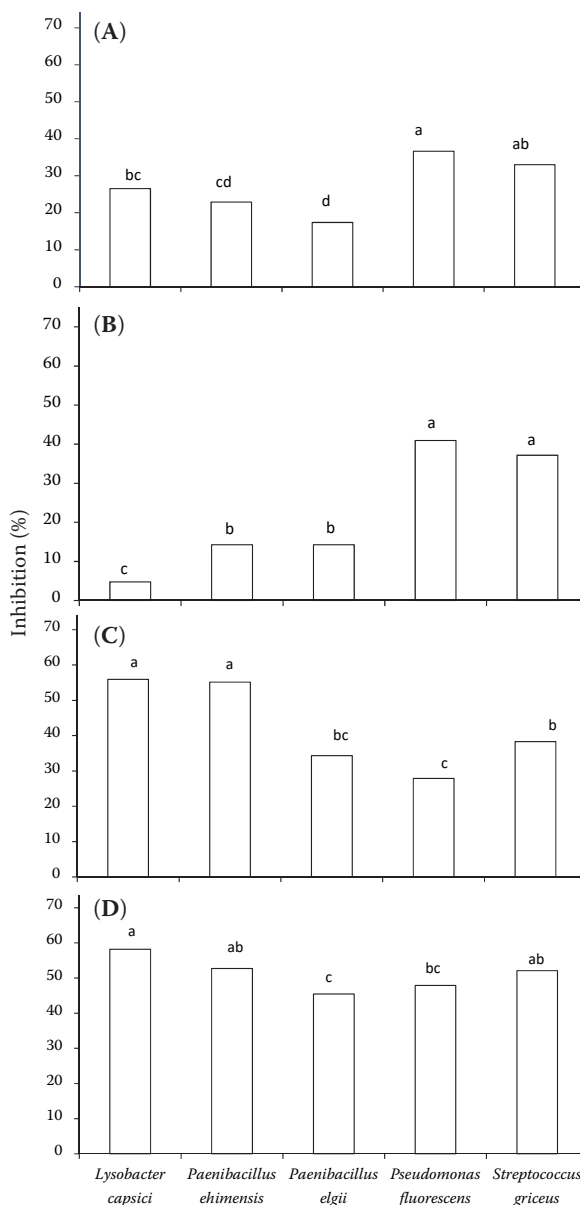 (A)
70
60
50
40
30
20
10
0
bc
cd
d
a
ab
(B)
70
60
50
40
30
20
10
0
c
b
b
a
a
Inhibition (%)
(C)
70
60
50
40
30
20
10
0
a
a
bc
c
b
(D)
70
60
50
40
30
20
10
0
a
ab
c
bc
ab
Lysobacter
capsici
Paenibacillus
ehimensis
Paenibacillus
elgii
Pseudomonas
fluorescens
Streptococcus
griceus